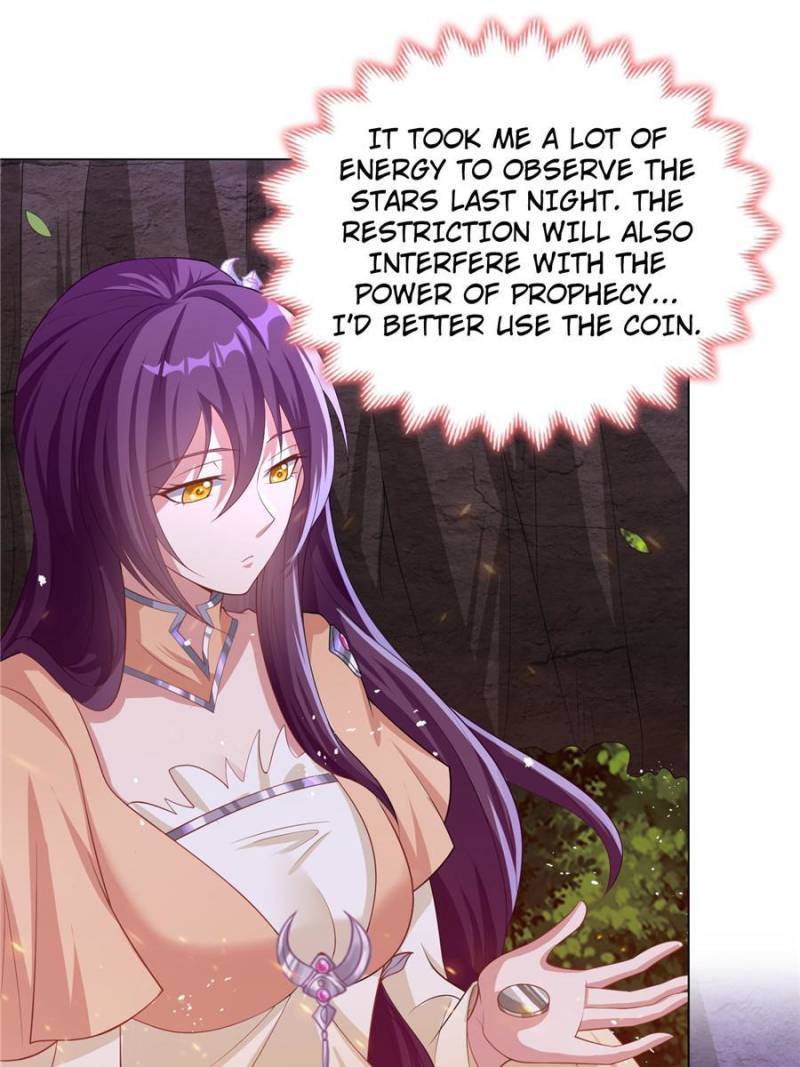 IT TOOK ME A LOT OF
ENERGY TO OBSERVE THE
STARS LAST NIGHT. THE
RESTRICTION WILL ALSO
INTERFERE WITH THE
POWER OF PROPHECY...
I'D BETTER USE THE COIN.